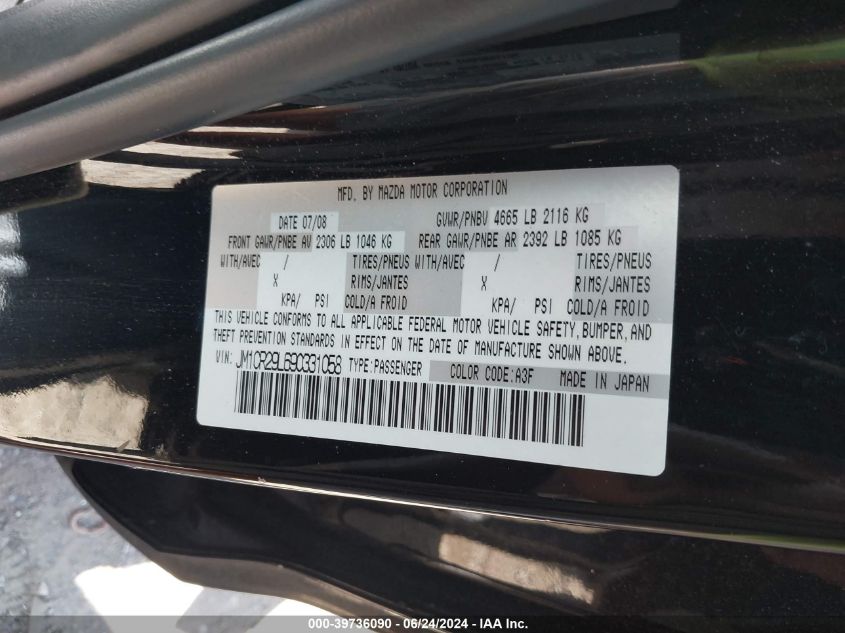 MFD. BY MAZDA MOTOR CORPORATION
DATE 07/08 GVWR/PNBV 4665 LB 2116 KG
FRONT GAWR/PNBE AV 2306 LB 1046 KG REAR GAWR/PNBE AR 2392 LB 1085 KG
WITH/AVEC / TIRES/PNEUS WITH/AVEC / TIRES/PNEUS
X RIMS/JANTES X RIMS/JANTES
KPA/ PSI COLD/A FROID KPA/ PSI COLD/A FROID
THIS VEHICLE CONFORMS TO ALL APPLICABLE FEDERAL MOTOR VEHICLE SAFETY, BUMPER, AND
THEFT PREVENTION STANDARDS IN EFFECT ON THE DATE OF MANUFACTURE SHOWN ABOVE.
VIN: JM1CR29L690331058 TYPE:PASSENGER COLOR CODE:A3F MADE IN JAPAN
000-39736090 - 06/24/2024 - IAA Inc.